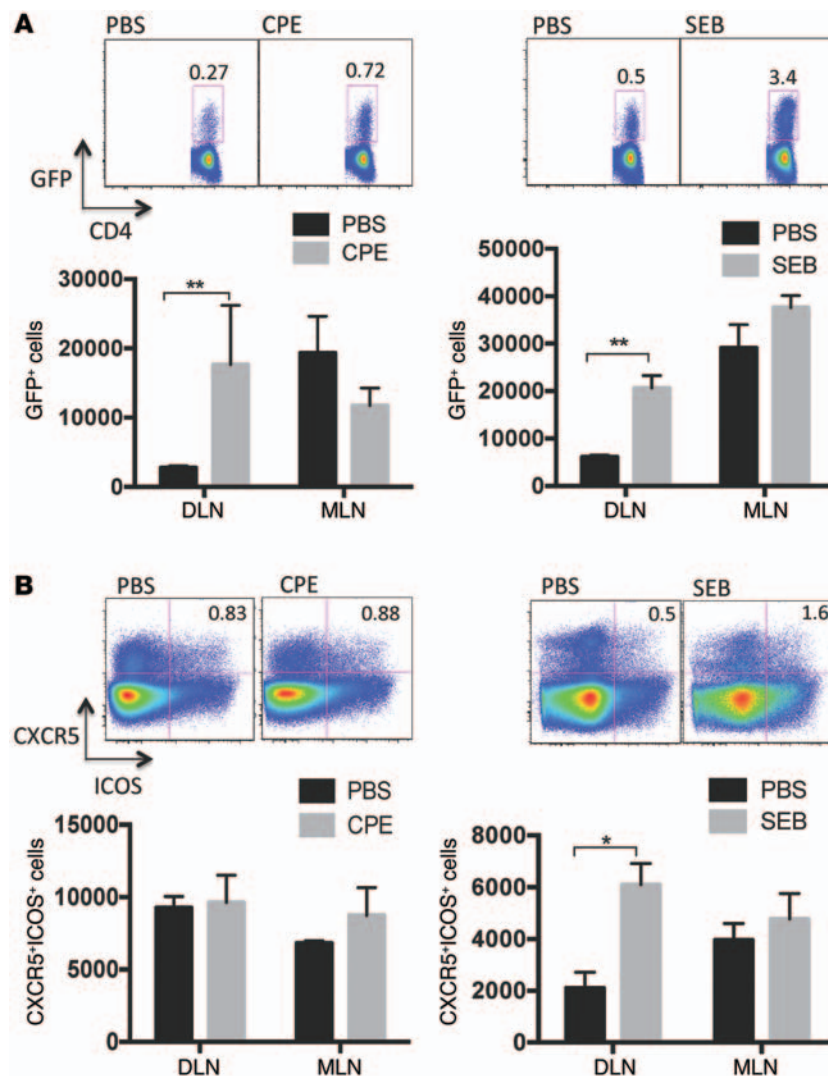 A
PBS CPE
0.27 0.72
GFP
CD4
PBS
CPE
30000
20000
10000
0
GFP+ cells
**
DLN MLN
PBS SEB
0.5 3.4
PBS
SEB
50000
40000
30000
20000
10000
0
GFP+ cells
**
DLN MLN
B
PBS CPE
0.83 0.88
CXCR5
ICOS
PBS
CPE
15000
10000
5000
0
CXCR5+ICOS+ cells
DLN MLN
PBS SEB
0.5 1.6
PBS
SEB
8000
6000
4000
2000
0
CXCR5+ICOS+ cells
*
DLN MLN